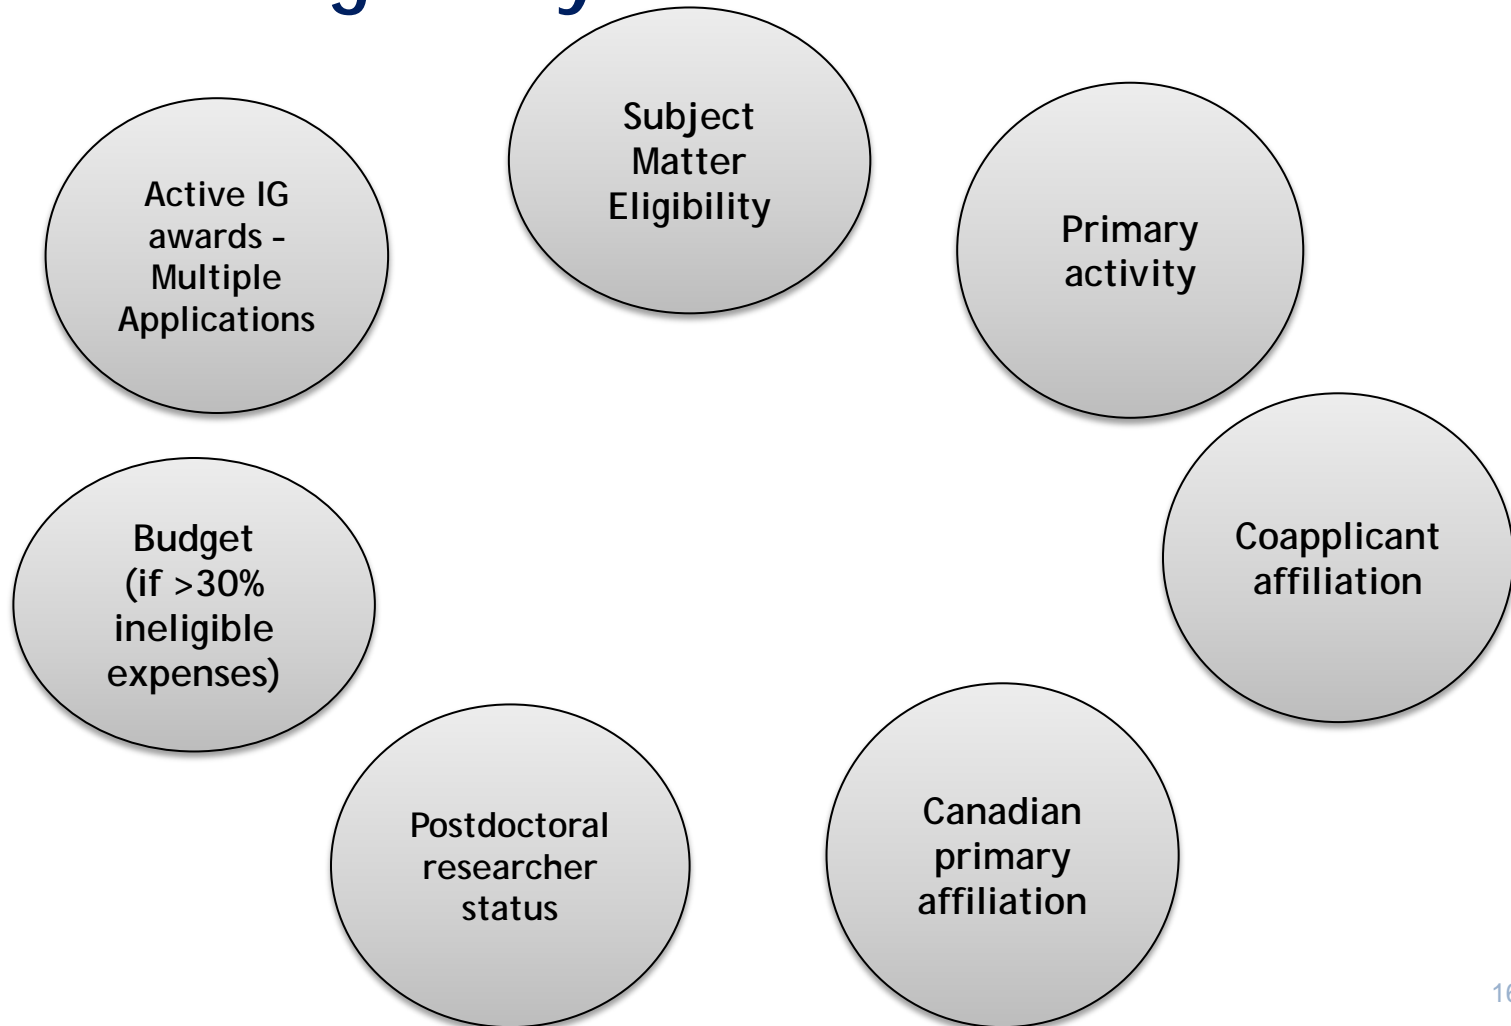 Subject
Matter
Eligibility
Primary
activity
Coapplicant
affiliation
Canadian
primary
affiliation
Postdoctoral
researcher
status
Budget
(if >30%
ineligible
expenses)
Active IG
awards –
Multiple
Applications
16